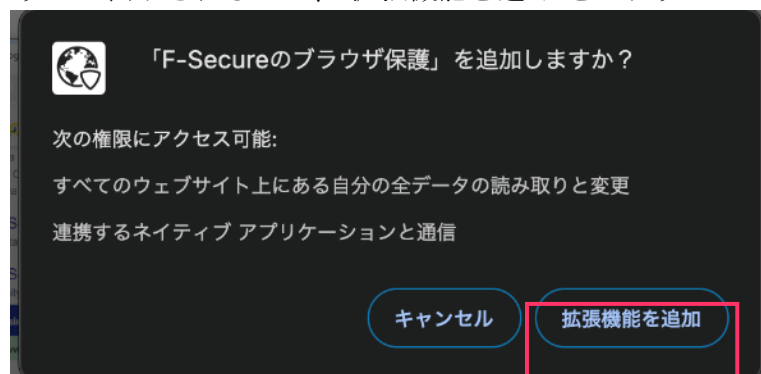 「F-Secureのブラウザ保護」を追加しますか？
次の権限にアクセス可能:
すべてのウェブサイト上にある自分の全データの読み取りと変更
連携するネイティブ アプリケーションと通信
キャンセル
拡張機能を追加